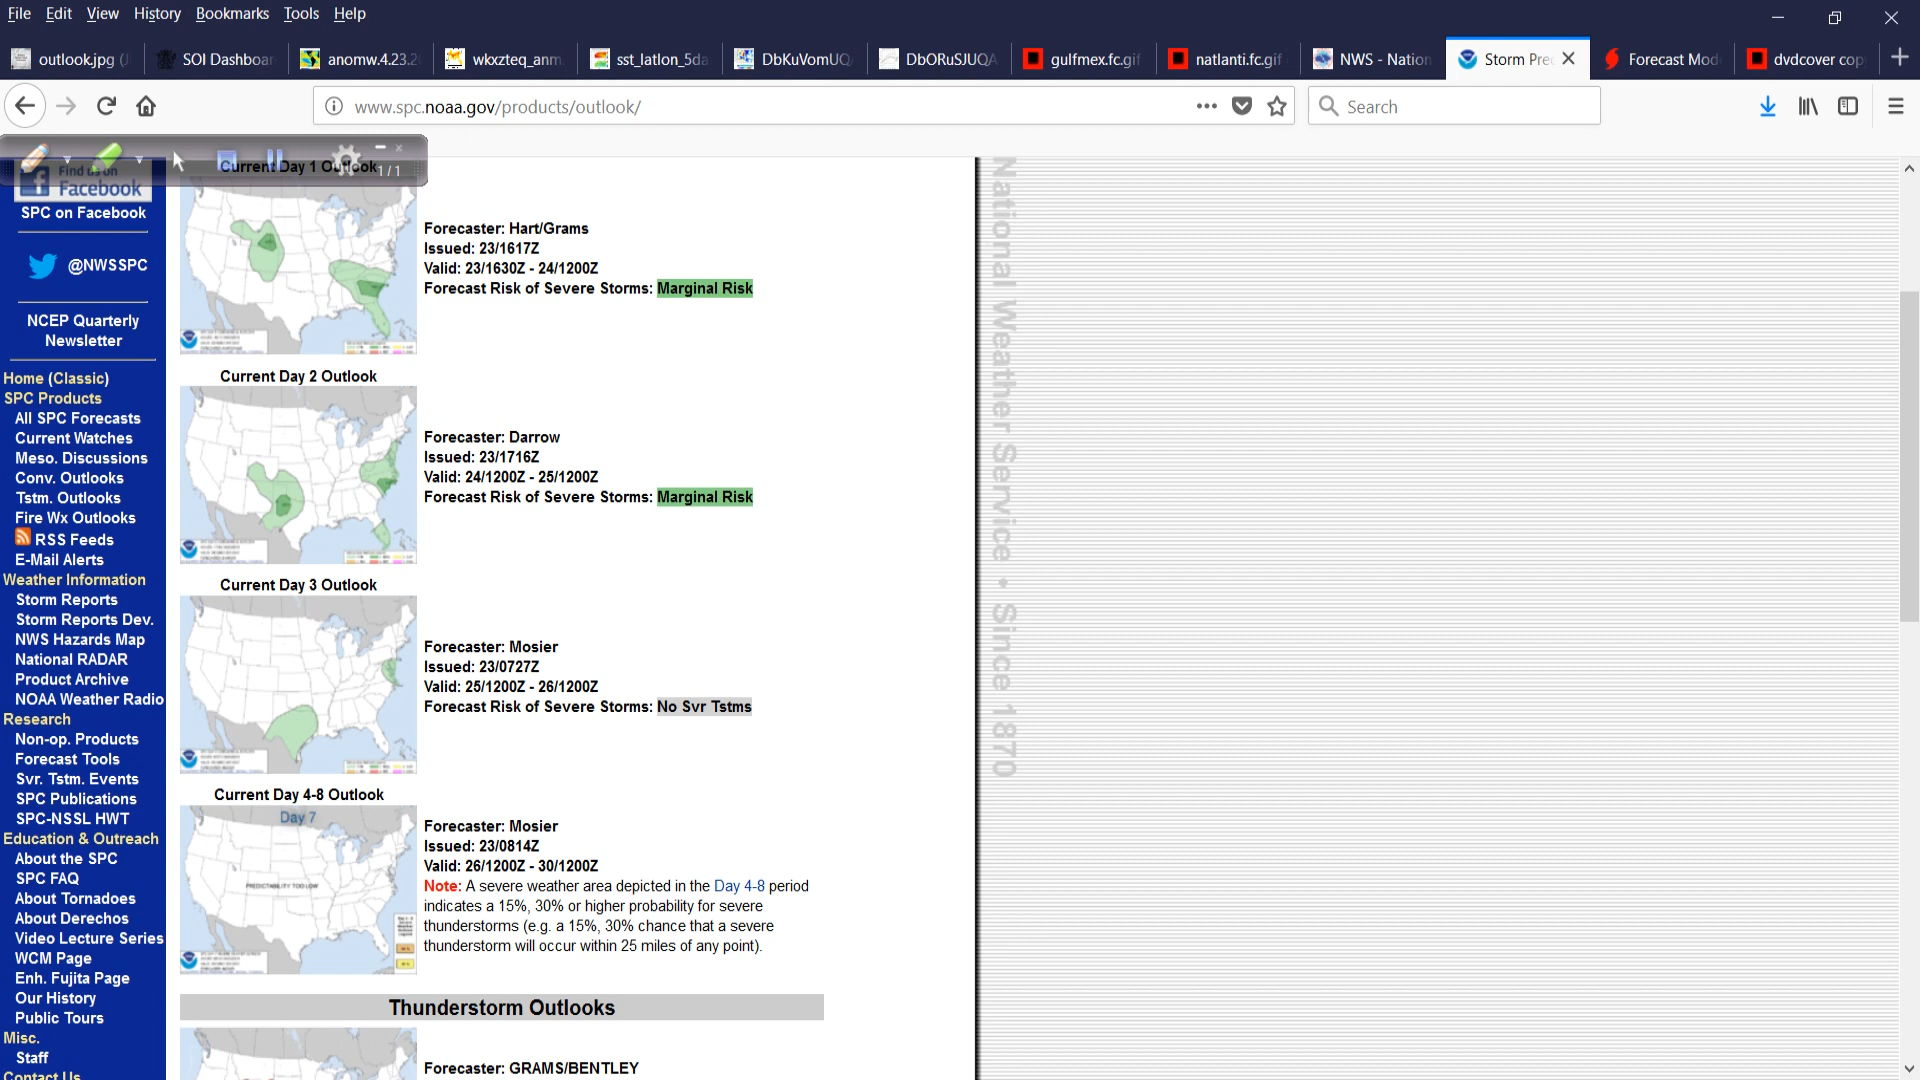 File Edit View History Bookmarks Tools Help
outlook.jpg (
SOI Dashboar
anomw.4.23.2
wkxzteq_anm
sst_latlon_5da
DbKuVomUQ
DbORuSJUQA
gulfmex.fc.gif
natlanti.fc.gif
NWS - Nation
Storm Pre
Forecast Mod
dvdcover cop
www.spc.noaa.gov/products/outlook/
Search
1/1
Find us on
Facebook
SPC on Facebook
@NWSSPC
NCEP Quarterly
Newsletter
Home (Classic)
SPC Products
All SPC Forecasts
Current Watches
Meso. Discussions
Conv. Outlooks
Tstm. Outlooks
Fire Wx Outlooks
RSS Feeds
E-Mail Alerts
Weather Information
Storm Reports
Storm Reports Dev.
NWS Hazards Map
National RADAR
Product Archive
NOAA Weather Radio
Research
Non-op. Products
Forecast Tools
Svr. Tstm. Events
SPC Publications
SPC-NSSL HWT
Education & Outreach
About the SPC
SPC FAQ
About Tornadoes
About Derechos
Video Lecture Series
WCM Page
Enh. Fujita Page
Our History
Public Tours
Misc.
Staff
Contact Us
Current Day 1 Outlook
Forecaster: Hart/Grams
Issued: 23/1617Z
Valid: 23/1630Z - 24/1200Z
Forecast Risk of Severe Storms: Marginal Risk
Current Day 2 Outlook
Forecaster: Darrow
Issued: 23/1716Z
Valid: 24/1200Z - 25/1200Z
Forecast Risk of Severe Storms: Marginal Risk
Current Day 3 Outlook
Forecaster: Mosier
Issued: 23/0727Z
Valid: 25/1200Z - 26/1200Z
Forecast Risk of Severe Storms: No Svr Tstms
Current Day 4-8 Outlook
Day 7
PREDICTABILITY TOO LOW
Forecaster: Mosier
Issued: 23/0814Z
Valid: 26/1200Z - 30/1200Z
Note: A severe weather area depicted in the Day 4-8 period
indicates a 15%, 30% or higher probability for severe
thunderstorms (e.g. a 15%, 30% chance that a severe
thunderstorm will occur within 25 miles of any point).
Thunderstorm Outlooks
Forecaster: GRAMS/BENTLEY
National Weather Service • Since 1870